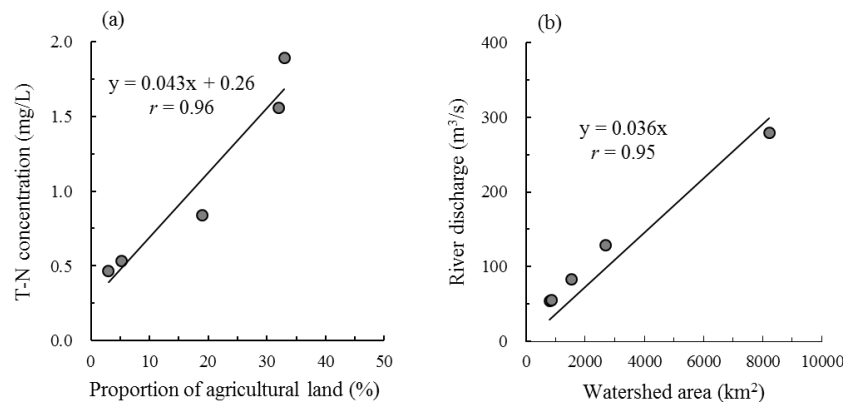 (a)
2.0
1.5
1.0
0.5
0.0
0
10
20
30
40
50
T-N concentration (mg/L)
Proportion of agricultural land (%)
y = 0.043x + 0.26
r = 0.96
(b)
400
300
200
100
0
0
2000
4000
6000
8000
10000
River discharge (m³/s)
Watershed area (km²)
y = 0.036x
r = 0.95